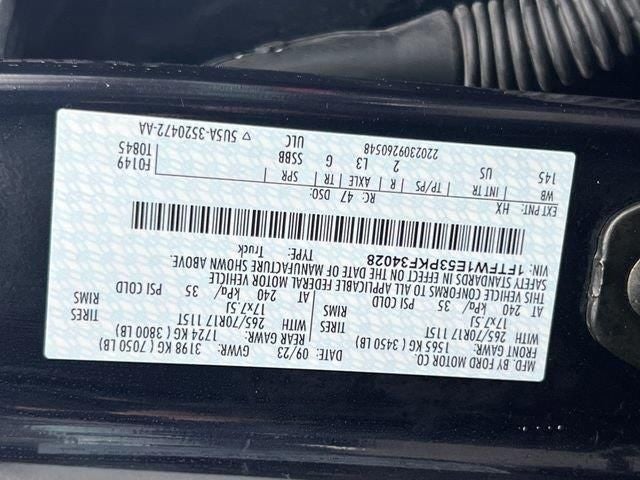 MFD. BY FORD MOTOR CO.
DATE: 09/23 GVWR: 3198 KG ( 7050 LB)
FRONT GAWR: 1565 KG ( 3450 LB) REAR GAWR: 1724 KG ( 3800 LB)
WITH 265/70R17 115T TIRES WITH 265/70R17 115T TIRES
17x7.5J RIMS 17x7.5J RIMS
AT 240 kPa/ 35 PSI COLD AT 240 kPa/ 35 PSI COLD
THIS VEHICLE CONFORMS TO ALL APPLICABLE FEDERAL MOTOR VEHICLE
SAFETY STANDARDS IN EFFECT ON THE DATE OF MANUFACTURE SHOWN ABOVE.
VIN: 1FTFW1E53PKF34028 TYPE: Truck
EXT PNT: HX RC: 47 DSO:
WB INT TR TP/PS R AXLE TR SPR F0149
145 US 2 L3 G SSBB T0845
2202309260548 ULC 5U5A-3520472-AA